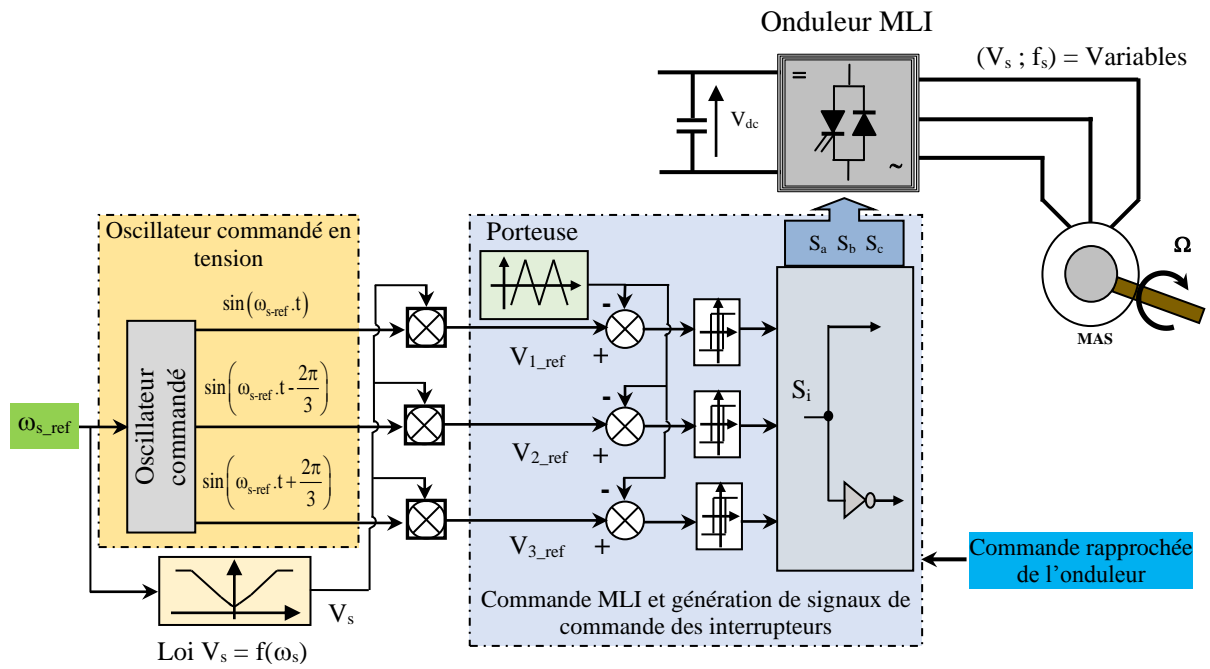 Onduleur MLI
(Vs ; fs) = Variables
=
Vdc
~
Oscillateur commandé en
tension
Porteuse
Sa Sb Sc
Ω
MAS
sin(ωs-ref .t)
-
V1_ref
+
sin(ωs-ref .t - 2π/3)
Oscillateur
commandé
ωs_ref
-
Si
V2_ref
+
sin(ωs-ref .t + 2π/3)
-
V3_ref
+
Commande rapprochée
de l’onduleur
Vs
Commande MLI et génération de signaux de
commande des interrupteurs
Loi Vs = f(ωs)